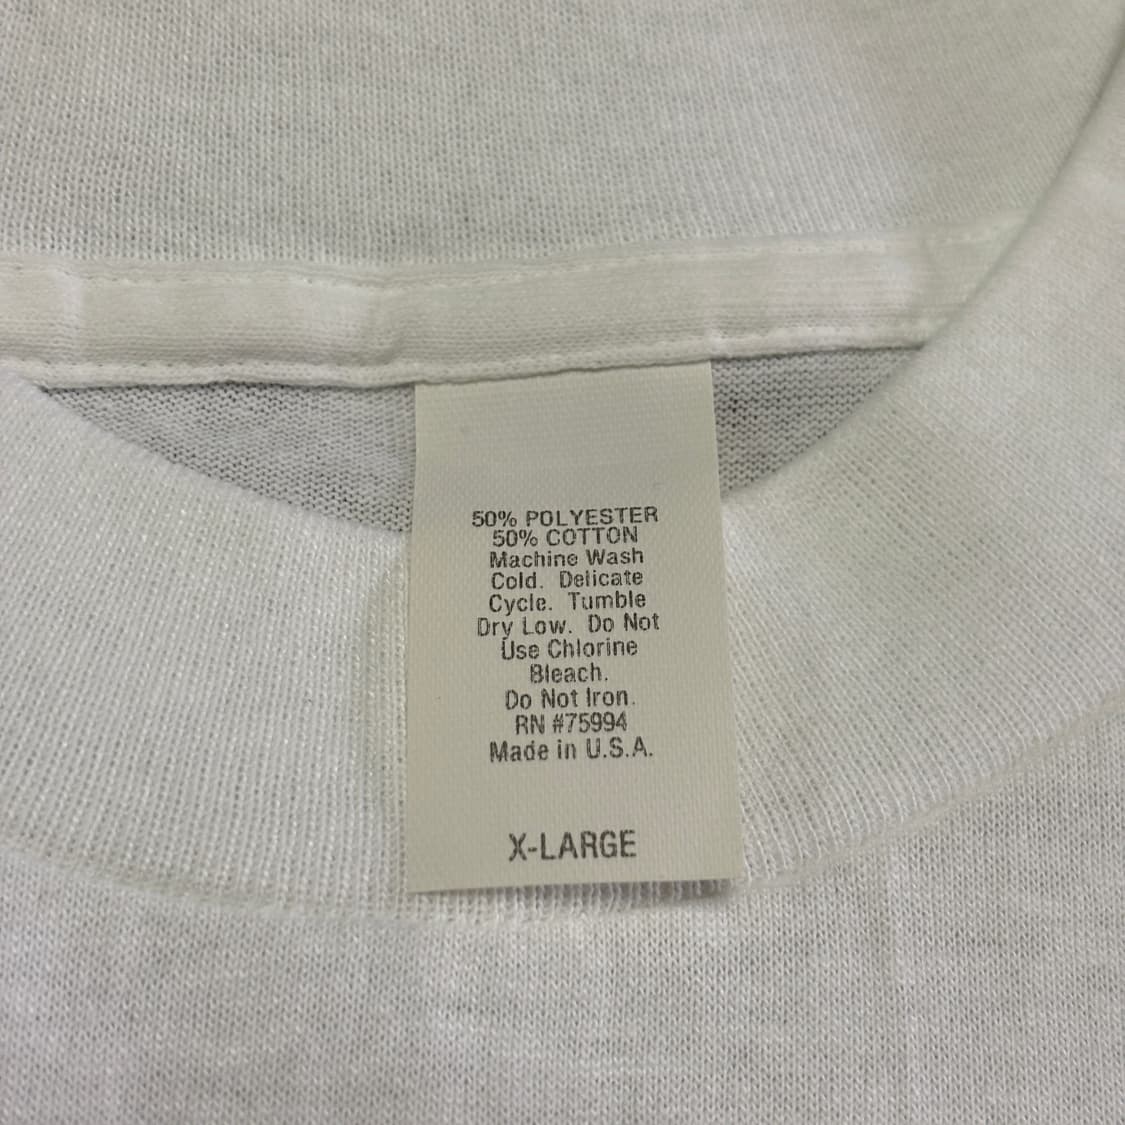 50% POLYESTER
50% COTTON
Machine Wash
Cold. Delicate
Cycle. Tumble
Dry Low. Do Not
Use Chlorine
Bleach.
Do Not Iron.
RN #75994
Made in U.S.A.
X-LARGE